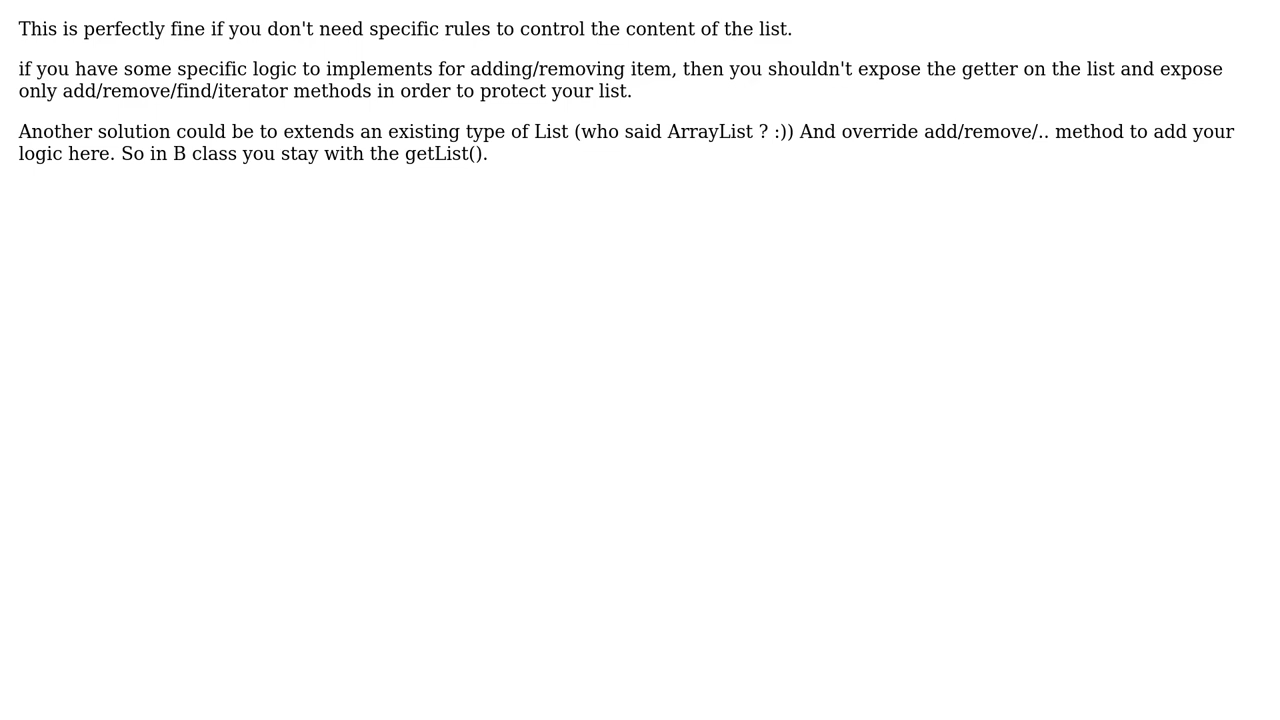 This is perfectly fine if you don't need specific rules to control the content of the list.
if you have some specific logic to implements for adding/removing item, then you shouldn't expose the getter on the list and expose
only add/remove/find/iterator methods in order to protect your list.
Another solution could be to extends an existing type of List (who said ArrayList ? :)) And override add/remove/.. method to add your
logic here. So in B class you stay with the getList().